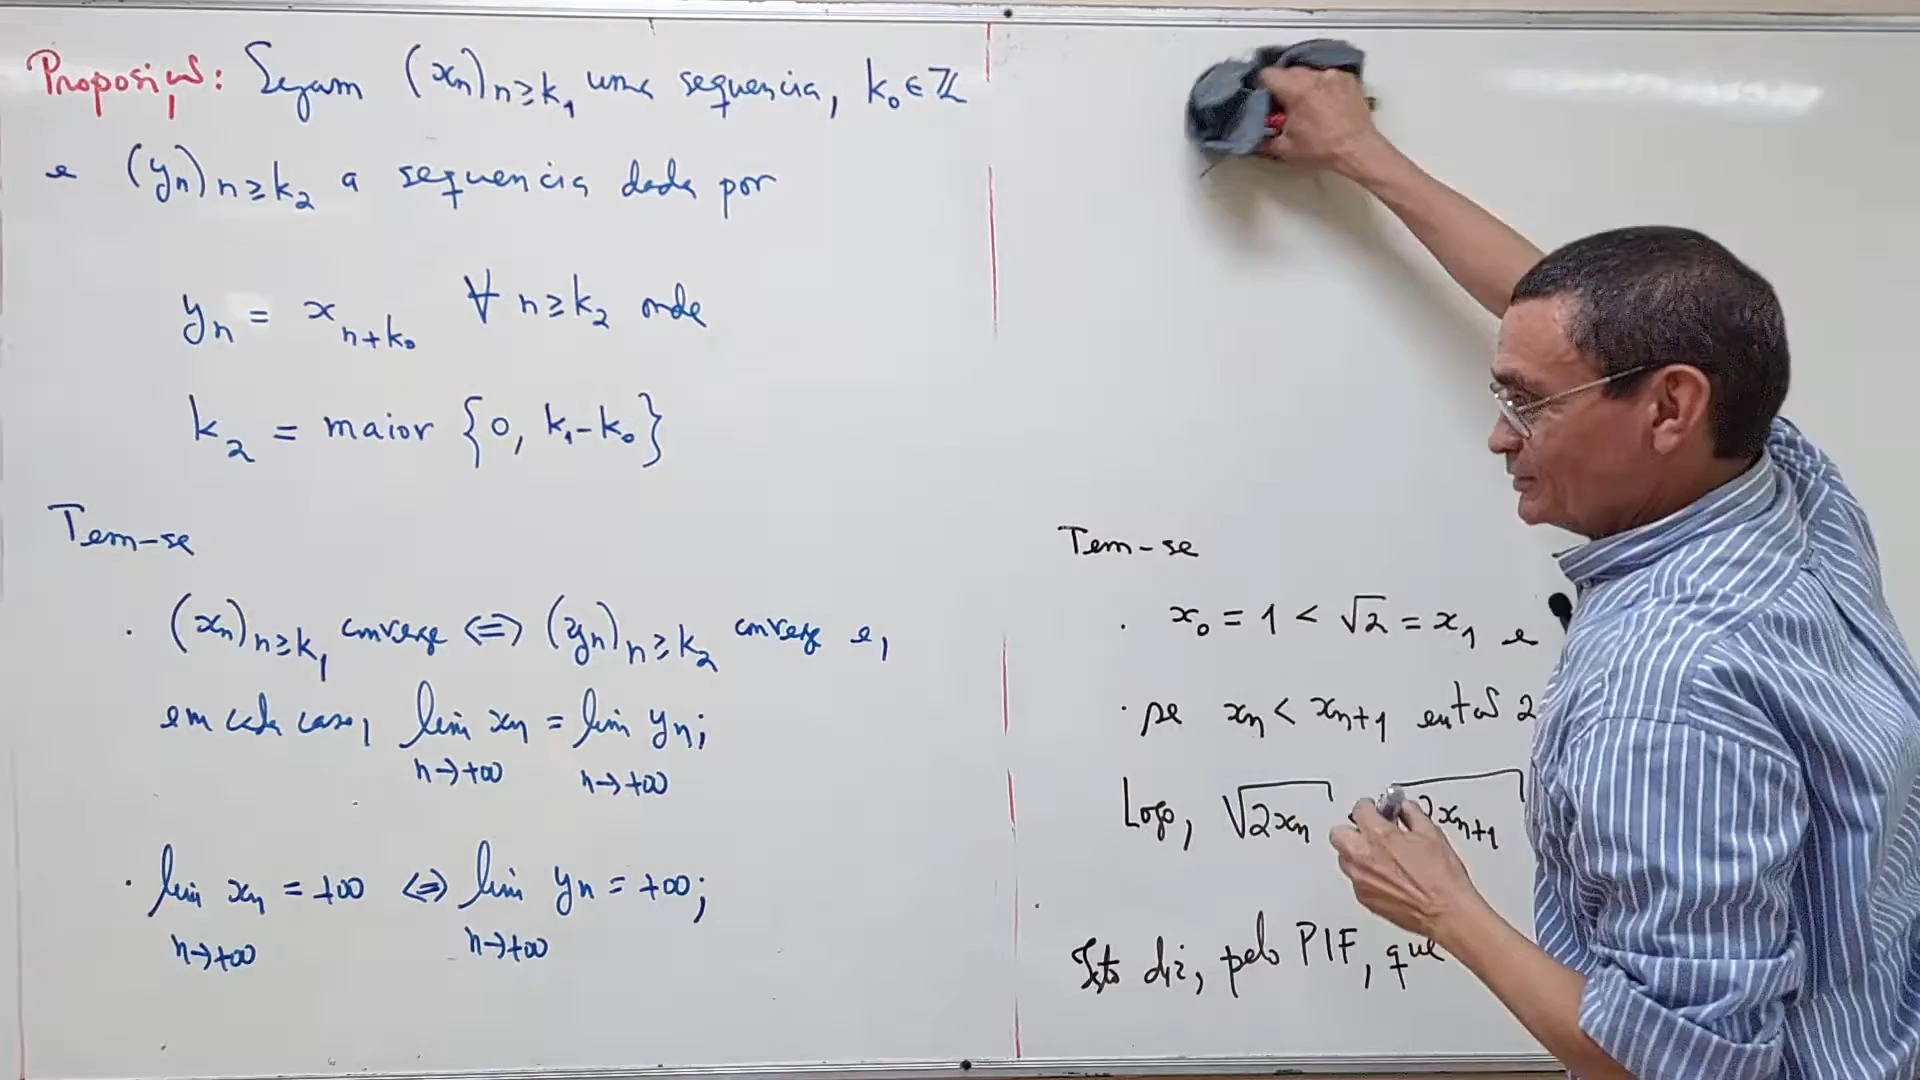 Proposição: Sejam (xₙ)ₙ≥k₁ uma sequencia, k₀ ∈ ℤ
e (yₙ)ₙ≥k₂ a sequencia dada por
yₙ = xₙ₊ₖ₀ ∀ n ≥ k₂ onde
k₂ = maior {0, k₁-k₀}
Tem-se
. (xₙ)ₙ≥k₁ converge ⇔ (yₙ)ₙ≥k₂ converge e,
em cada caso, lim xₙ = lim yₙ;
n→+∞ n→+∞
. lim xₙ = +∞ ⇔ lim yₙ = +∞;
n→+∞ n→+∞
Tem-se
. x₀ = 1 < √2 = x₁ e
. se xₙ < xₙ₊₁ então 2
Logo, √2xₙ 2xₙ₊₁
Isto diz, pelo PIF, que